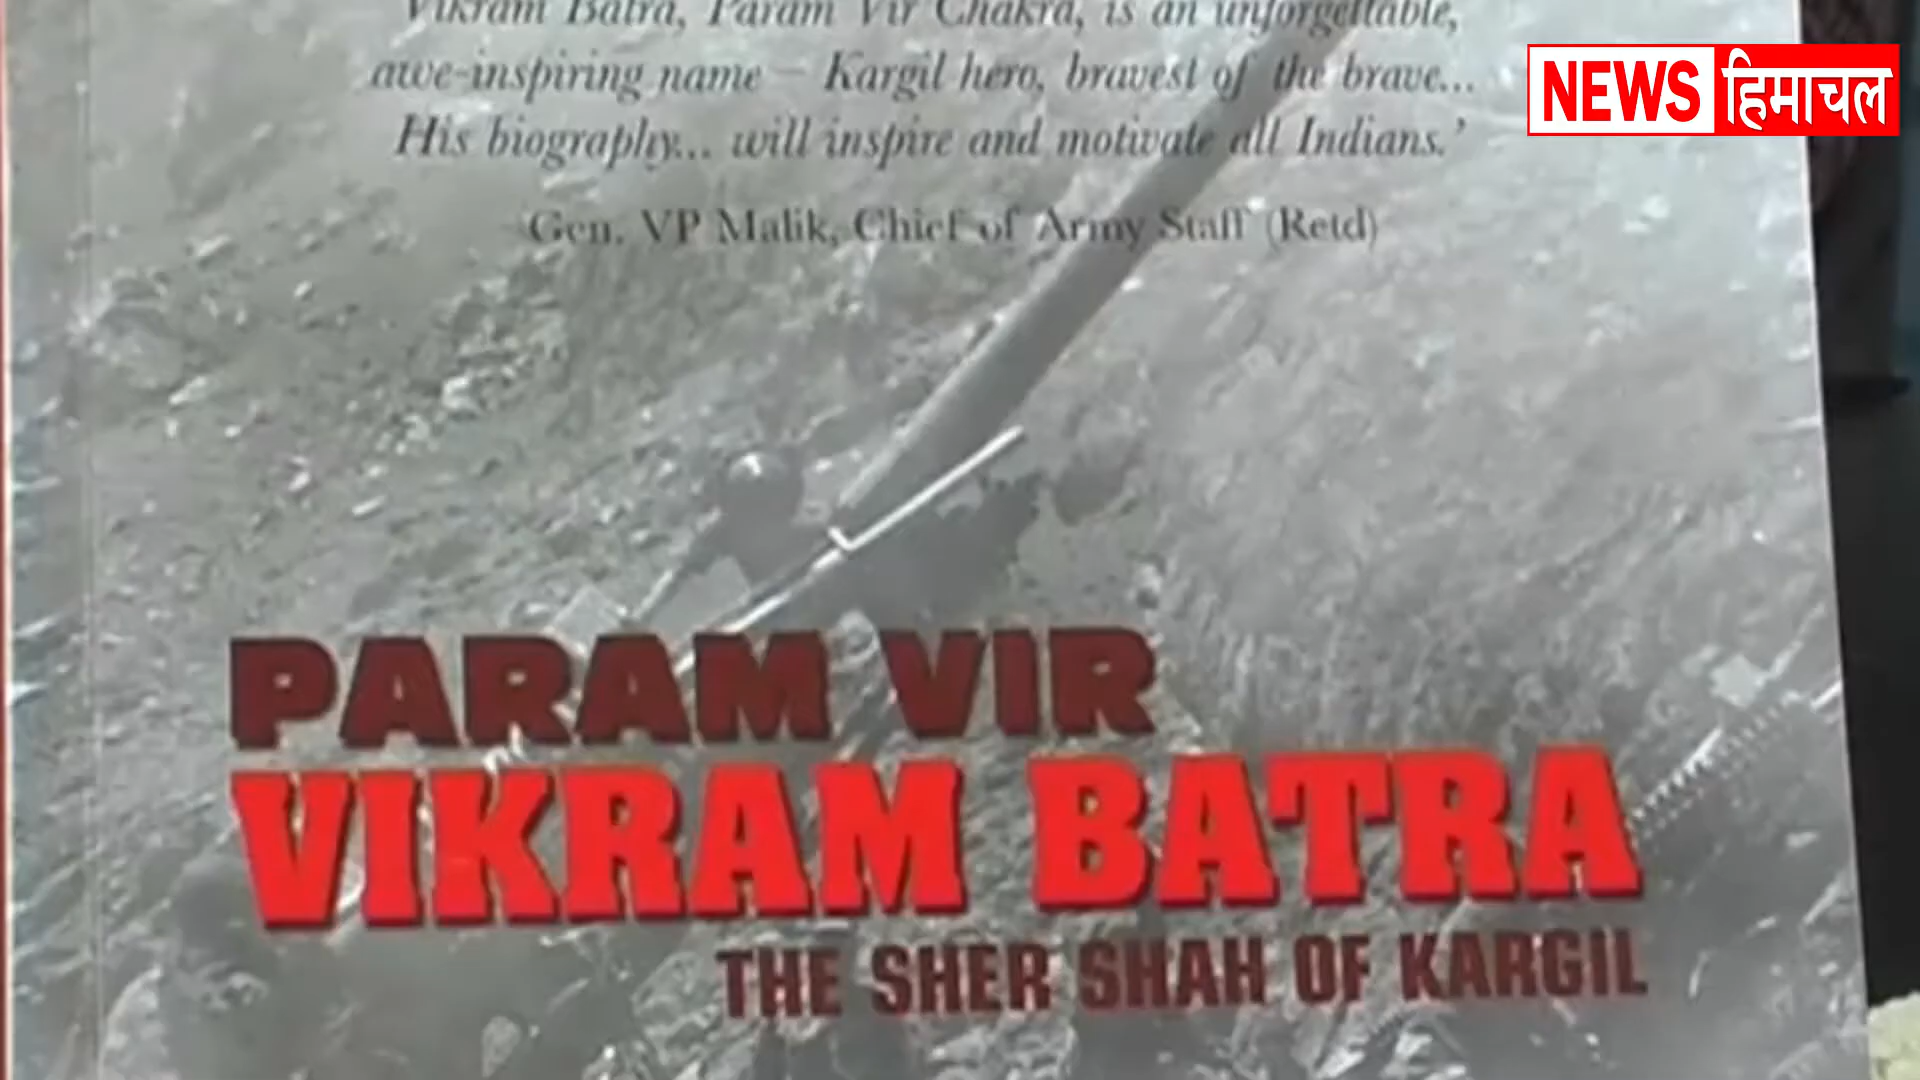 Vikram Batra, Param Vir Chakra, is an unforgettable,
awe-inspiring name – Kargil hero, bravest of the brave...
His biography... will inspire and motivate all Indians.’
Gen. VP Malik, Chief of Army Staff (Retd)
NEWS हिमाचल
PARAM VIR
VIKRAM BATRA
THE SHER SHAH OF KARGIL